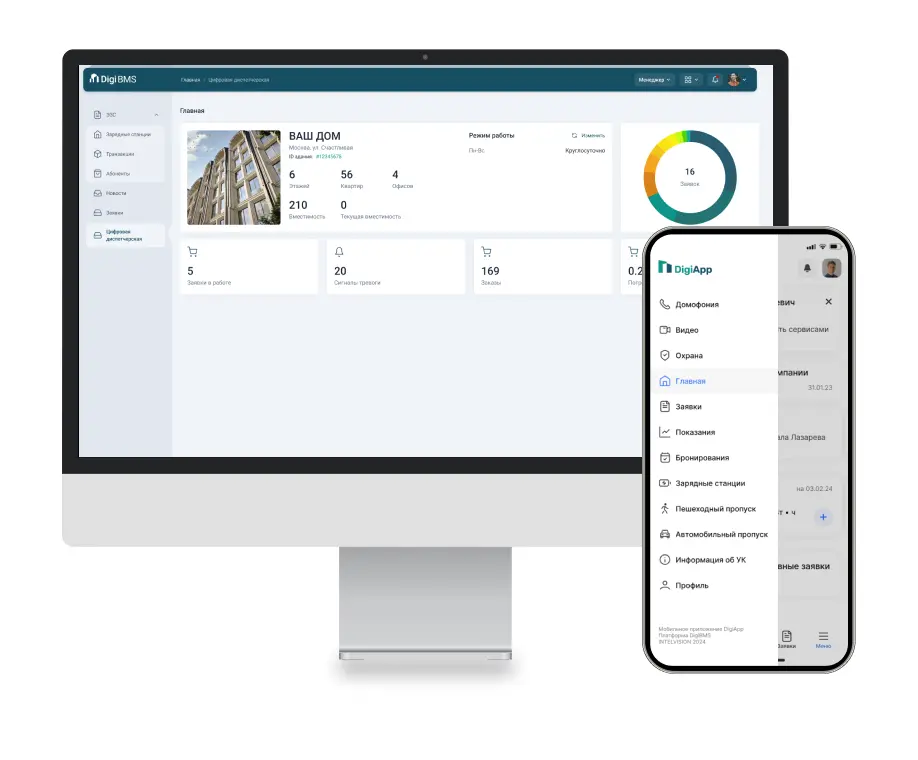 DigiBMS
Главная / Цифровая диспетчерская
Менеджер
ЭЗС
Зарядные станции
Транзакции
Абоненты
Новости
Заявки
Цифровая
диспетчерская
Главная
ВАШ ДОМ
Москва, ул. Счастливая
ID здания: #12345678
6
Этажей
56
Квартир
4
Офисов
210
Вместимость
0
Текущая вместимость
Режим работы
Изменить
Пн-Вс
Круглосуточно
16
Заявок
5
Заявки в работе
20
Сигналы тревоги
169
Заказы
0.2
DigiApp
Домофония
Видео
Охрана
Главная
Заявки
Показания
Бронирования
Зарядные станции
Пешеходный пропуск
Автомобильный пропуск
Информация об УК
Профиль
Мобильное приложение DigiApp
Платформа DigiBMS
INTELVISION 2024
евич
ть сервисами
мпании
31.01.23
ала Лазарева
на 03.02.24
ст • ч
вные заявки
Заявки
Меню